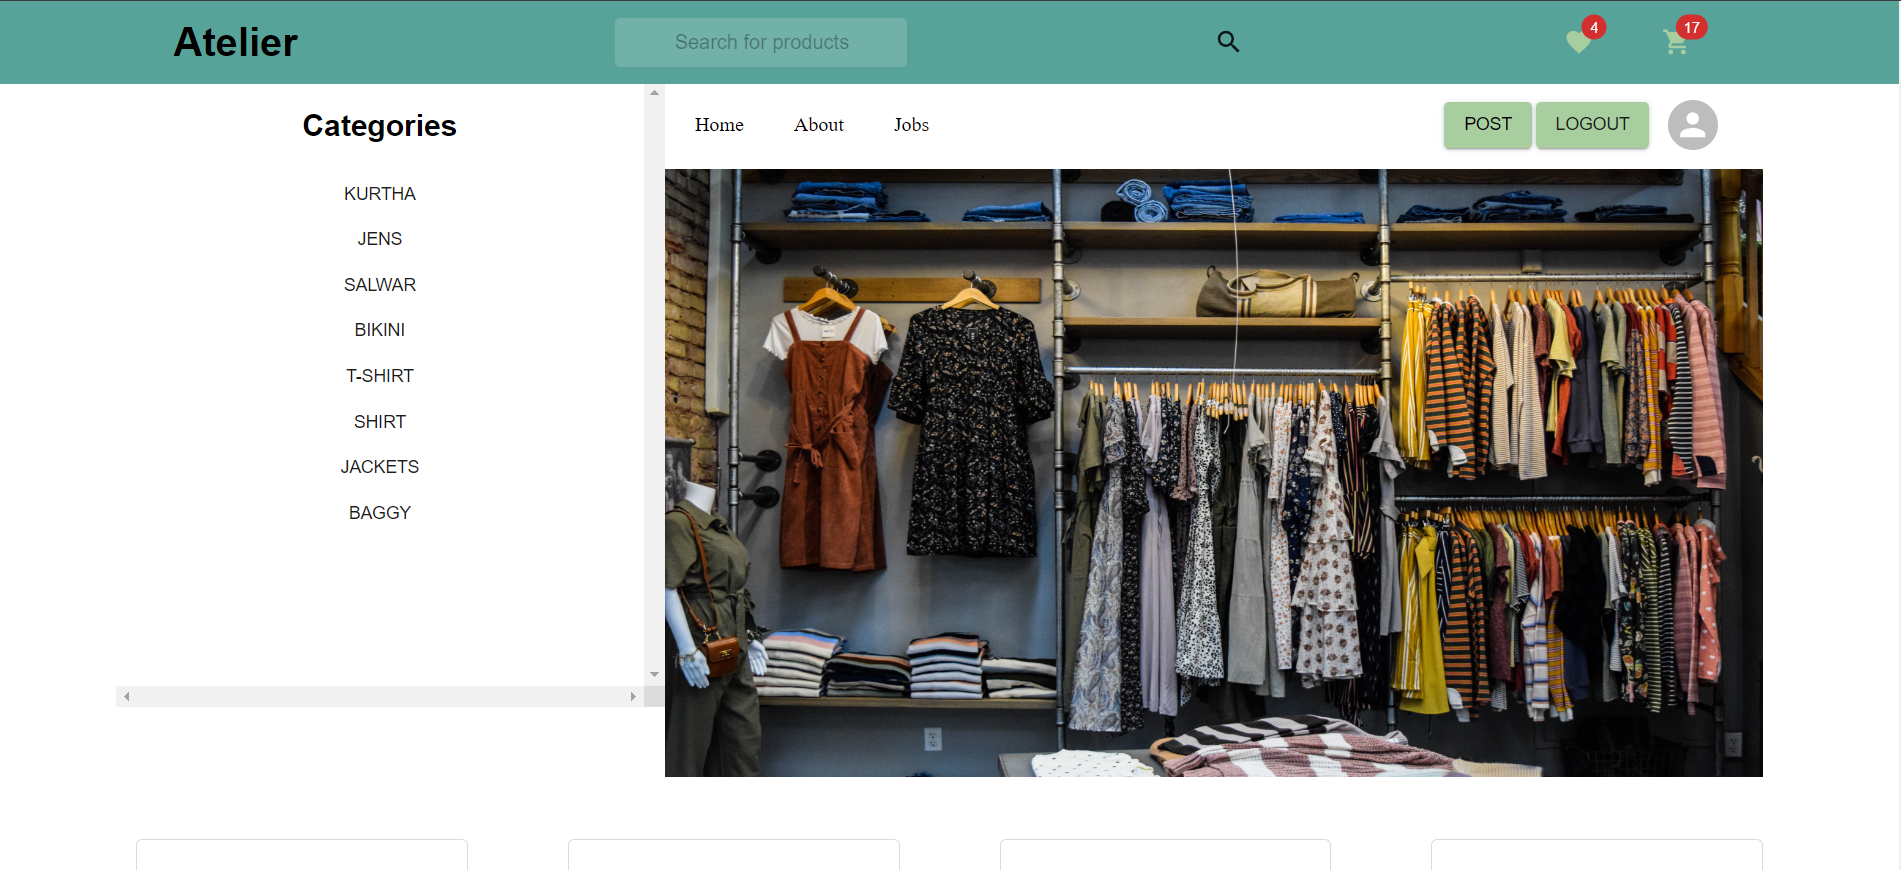 Atelier
Search for products
4
17
Categories
KURTHA
JENS
SALWAR
BIKINI
T-SHIRT
SHIRT
JACKETS
BAGGY
Home
About
Jobs
POST
LOGOUT